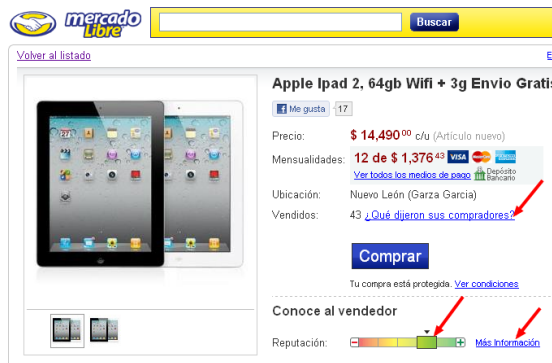 mercado
Libre
Buscar
Volver al listado
E
Apple Ipad 2, 64gb Wifi + 3g Envio Gratis
Me gusta 17
Precio: $ 14,490 00 c/u (Artículo nuevo)
Mensualidades: 12 de $ 1,376 43 VISA
Ver todos los medios de pago Depósito Bancario
Ubicación: Nuevo León (Garza Garcia)
Vendidos: 43 ¿Qué dijeron sus compradores?
Comprar
Tu compra está protegida. Ver condiciones
Conoce al vendedor
Reputación: Más Información